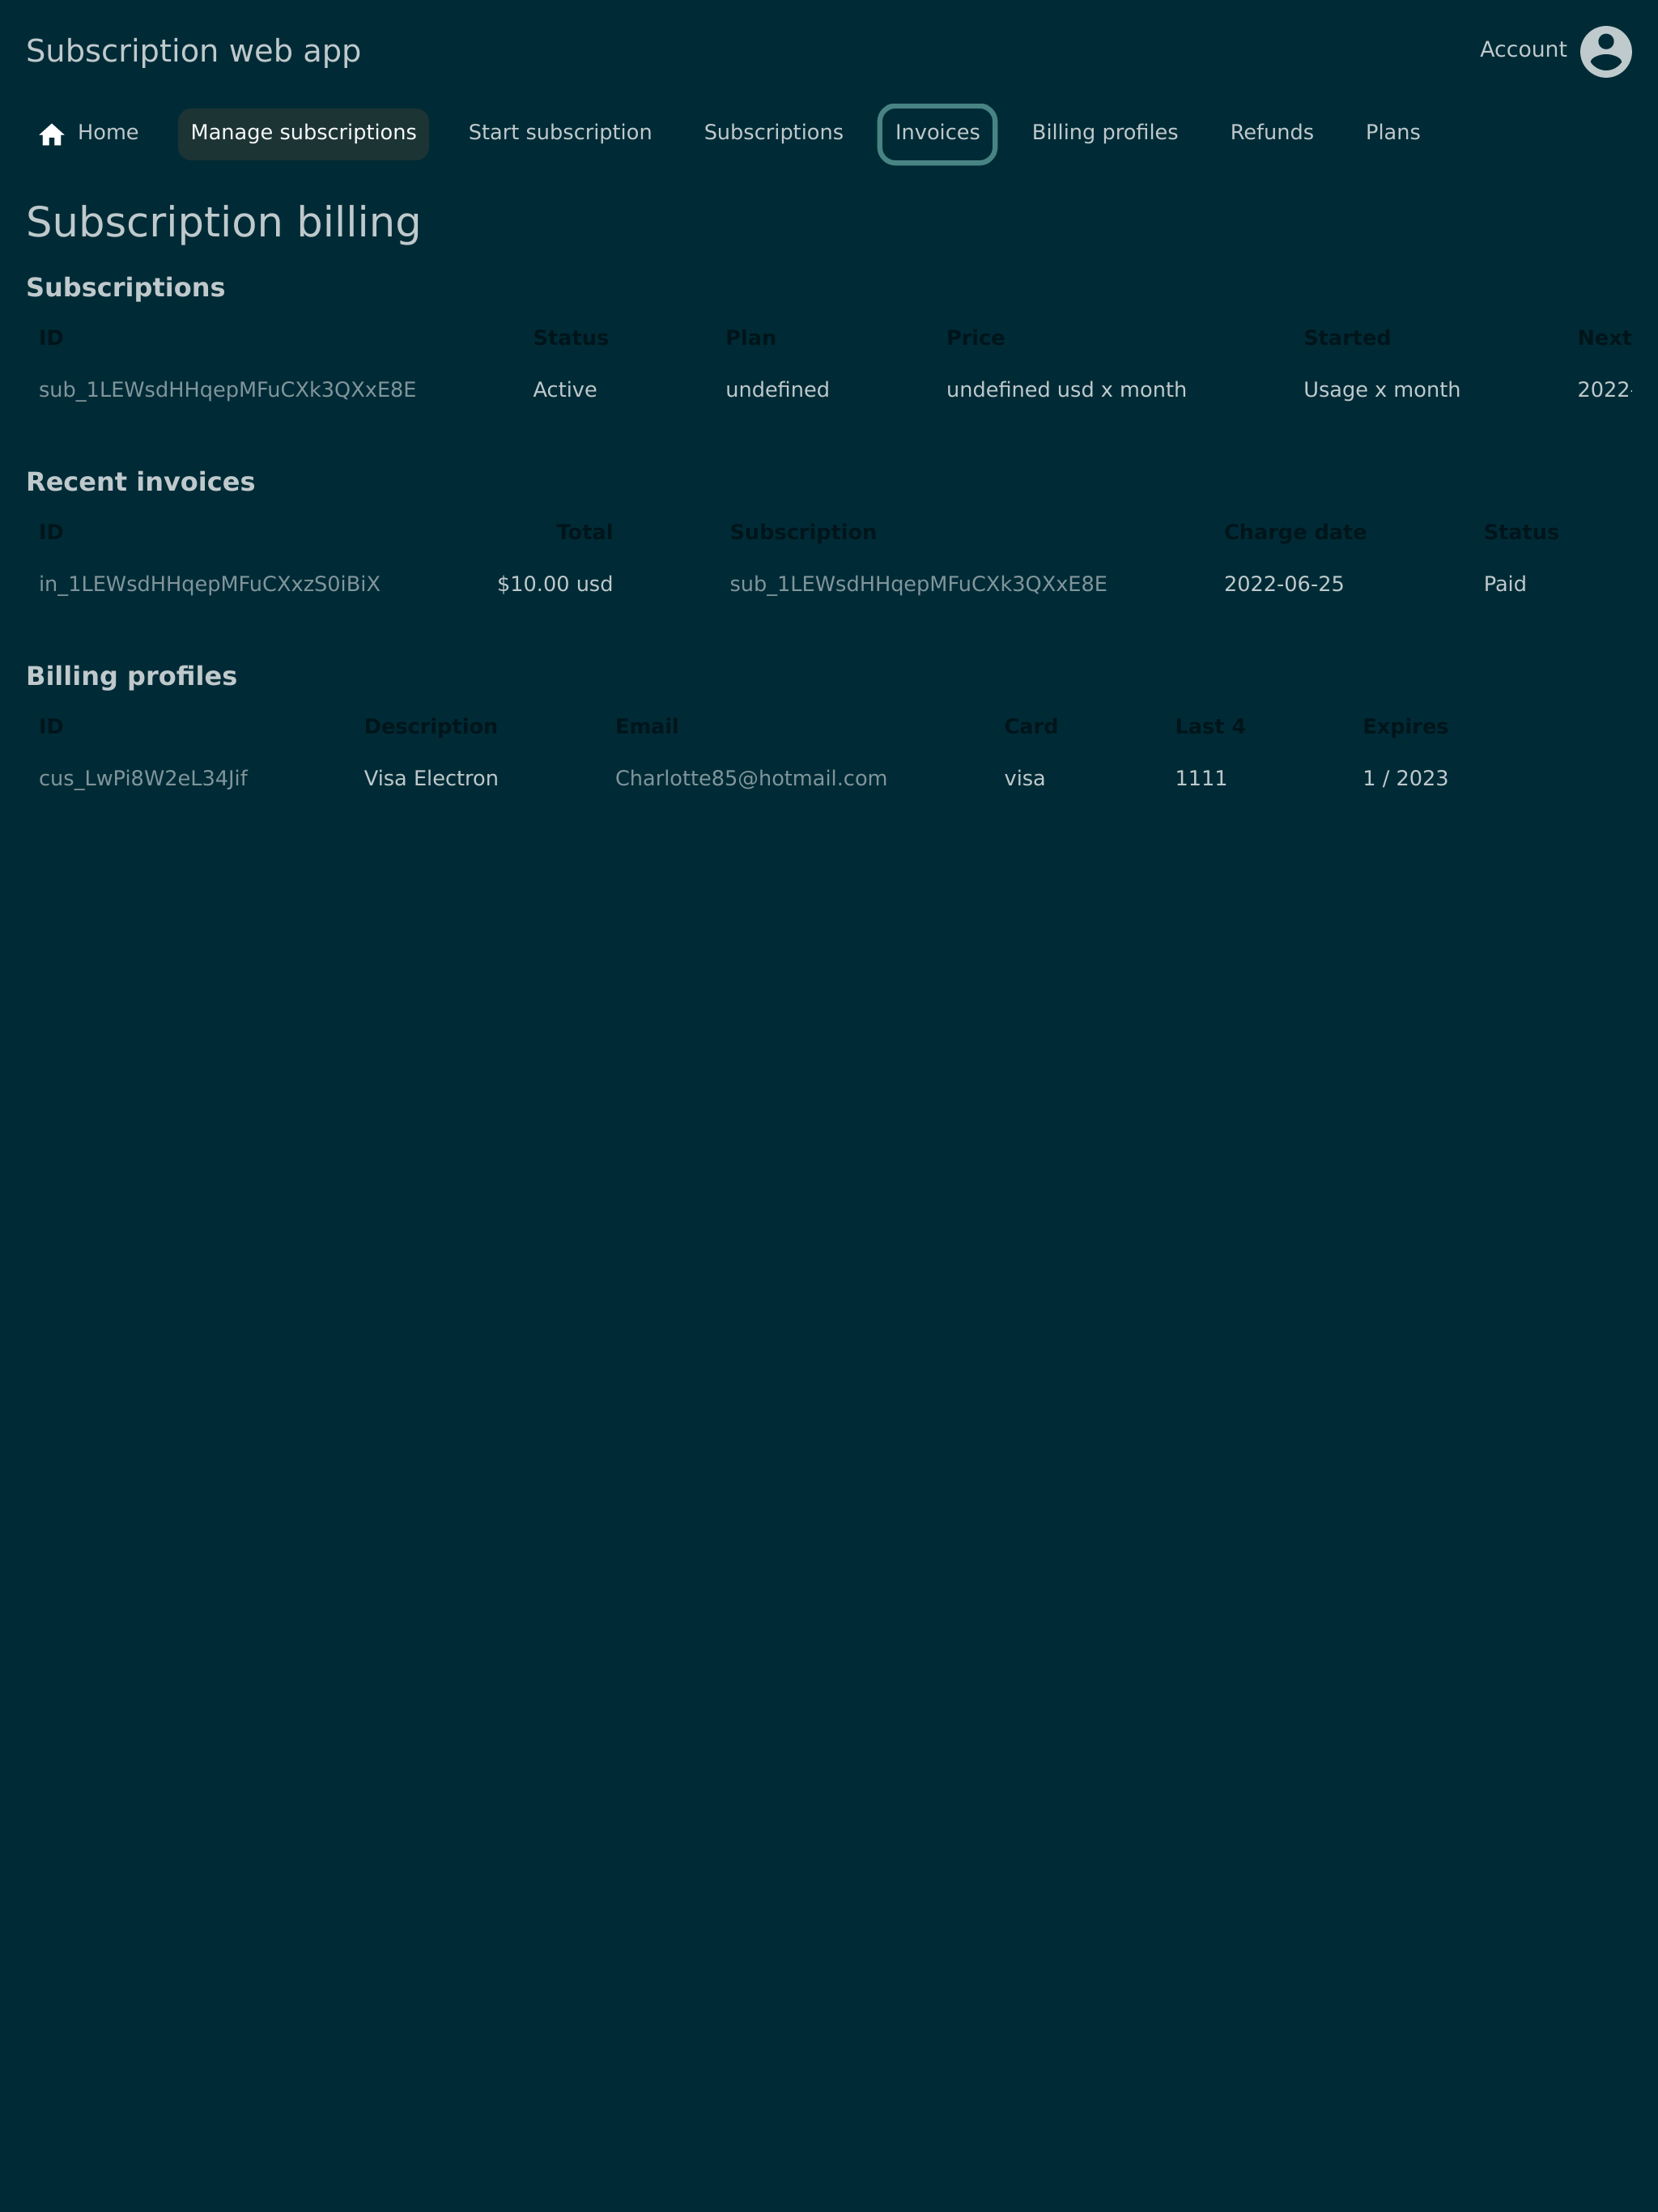 Subscription web app
Account
Home Manage subscriptions Start subscription Subscriptions Invoices Billing profiles Refunds Plans
Subscription billing
Subscriptions
ID Status Plan Price Started Next
sub_1LEWsdHHqepMFuCXk3QXxE8E Active undefined undefined usd x month Usage x month 2022-
Recent invoices
ID Total Subscription Charge date Status
in_1LEWsdHHqepMFuCXxzS0iBiX $10.00 usd sub_1LEWsdHHqepMFuCXk3QXxE8E 2022-06-25 Paid
Billing profiles
ID Description Email Card Last 4 Expires
cus_LwPi8W2eL34Jif Visa Electron Charlotte85@hotmail.com visa 1111 1 / 2023